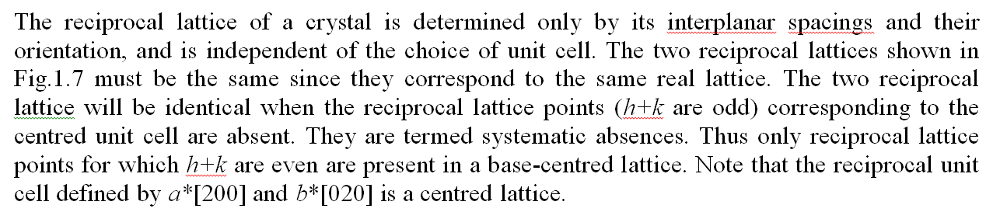 The reciprocal lattice of a crystal is determined only by its interplanar spacings and their
orientation, and is independent of the choice of unit cell. The two reciprocal lattices shown in
Fig.1.7 must be the same since they correspond to the same real lattice. The two reciprocal
lattice will be identical when the reciprocal lattice points (h+k are odd) corresponding to the
centred unit cell are absent. They are termed systematic absences. Thus only reciprocal lattice
points for which h+k are even are present in a base-centred lattice. Note that the reciprocal unit
cell defined by a*[200] and b*[020] is a centred lattice.